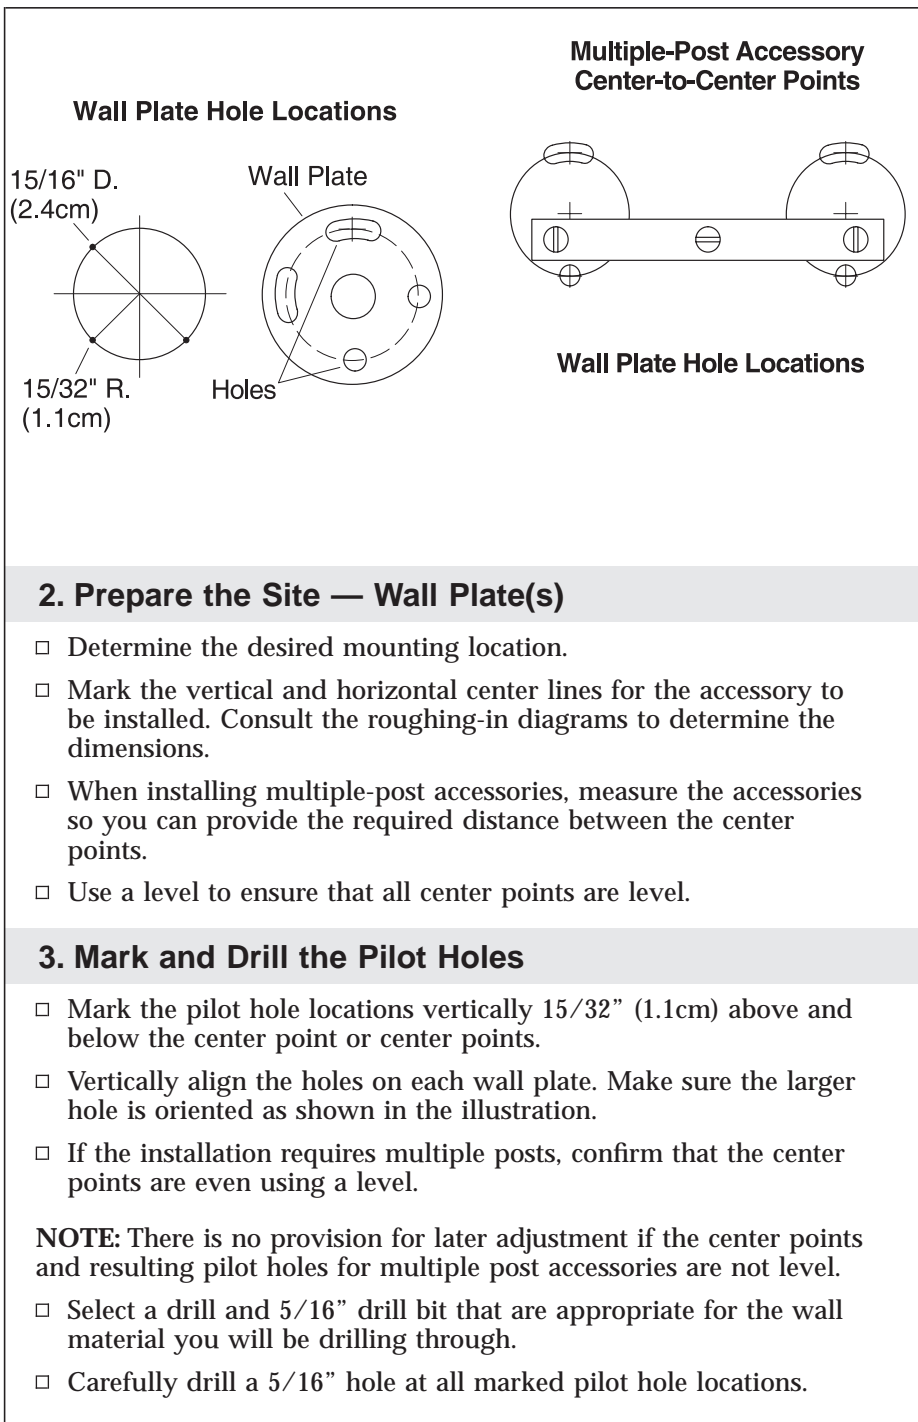 Multiple-Post Accessory
Center-to-Center Points
Wall Plate Hole Locations
15/16" D.
(2.4cm)
Wall Plate
15/32" R.
(1.1cm)
Holes
Wall Plate Hole Locations
2. Prepare the Site — Wall Plate(s)
□ Determine the desired mounting location.
□ Mark the vertical and horizontal center lines for the accessory to
be installed. Consult the roughing-in diagrams to determine the
dimensions.
□ When installing multiple-post accessories, measure the accessories
so you can provide the required distance between the center
points.
□ Use a level to ensure that all center points are level.
3. Mark and Drill the Pilot Holes
□ Mark the pilot hole locations vertically 15/32” (1.1cm) above and
below the center point or center points.
□ Vertically align the holes on each wall plate. Make sure the larger
hole is oriented as shown in the illustration.
□ If the installation requires multiple posts, confirm that the center
points are even using a level.
NOTE: There is no provision for later adjustment if the center points
and resulting pilot holes for multiple post accessories are not level.
□ Select a drill and 5/16” drill bit that are appropriate for the wall
material you will be drilling through.
□ Carefully drill a 5/16” hole at all marked pilot hole locations.